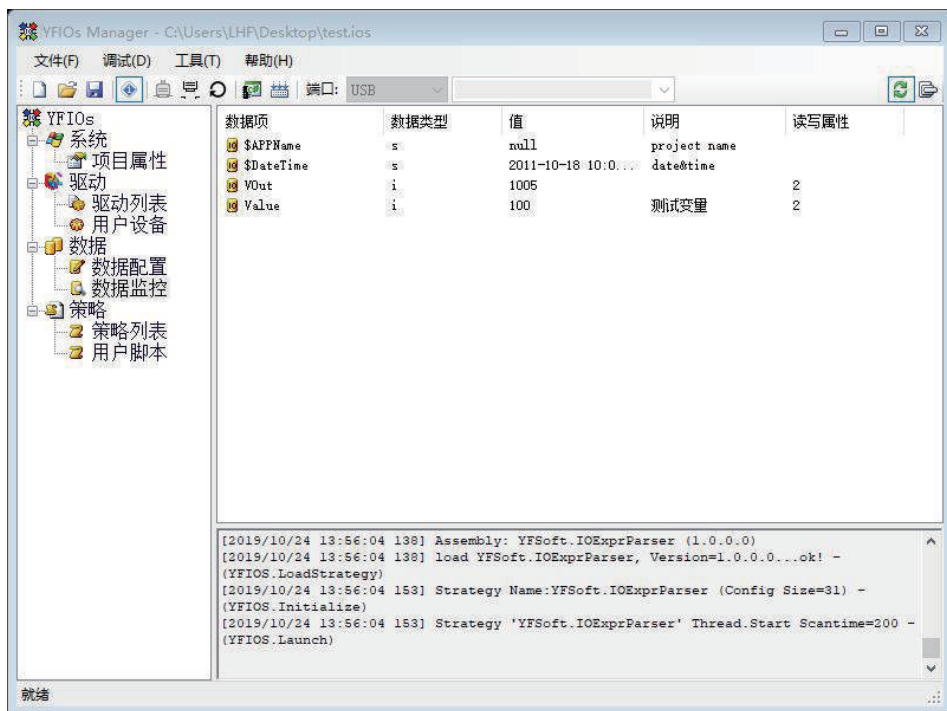 YFIOs Manager - C:\Users\LHF\Desktop\test.ios
文件(F) 调试(D) 工具(T) 帮助(H)
端口: USB
YFIOs
系统
项目属性
驱动
驱动列表
用户设备
数据
数据配置
数据监控
策略
策略列表
用户脚本
数据项 数据类型 值 说明 读写属性
$APPName s null project name
$DateTime s 2011-10-18 10:0... date&time
VOut i 1005 2
Value i 100 测试变量 2
[2019/10/24 13:56:04 138] Assembly: YFSoft.IOExprParser (1.0.0.0)
[2019/10/24 13:56:04 138] load YFSoft.IOExprParser, Version=1.0.0.0...ok! -
(YFIOS.LoadStrategy)
[2019/10/24 13:56:04 153] Strategy Name:YFSoft.IOExprParser (Config Size=31) -
(YFIOS.Initialize)
[2019/10/24 13:56:04 153] Strategy 'YFSoft.IOExprParser' Thread.Start Scantime=200 -
(YFIOS.Launch)
就绪